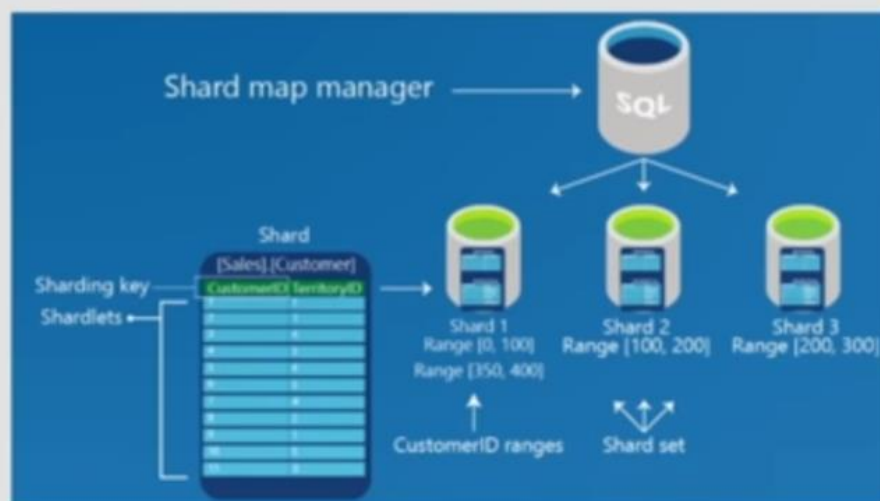 Shard map manager
SQL
Shard
[Sales].[Customer]
Sharding key
CustomerID TerritoryID
Shardlets
Shard 1
Range [0, 100]
Range [350, 400]
Shard 2
Range [100, 200]
Shard 3
Range [200, 300]
CustomerID ranges
Shard set